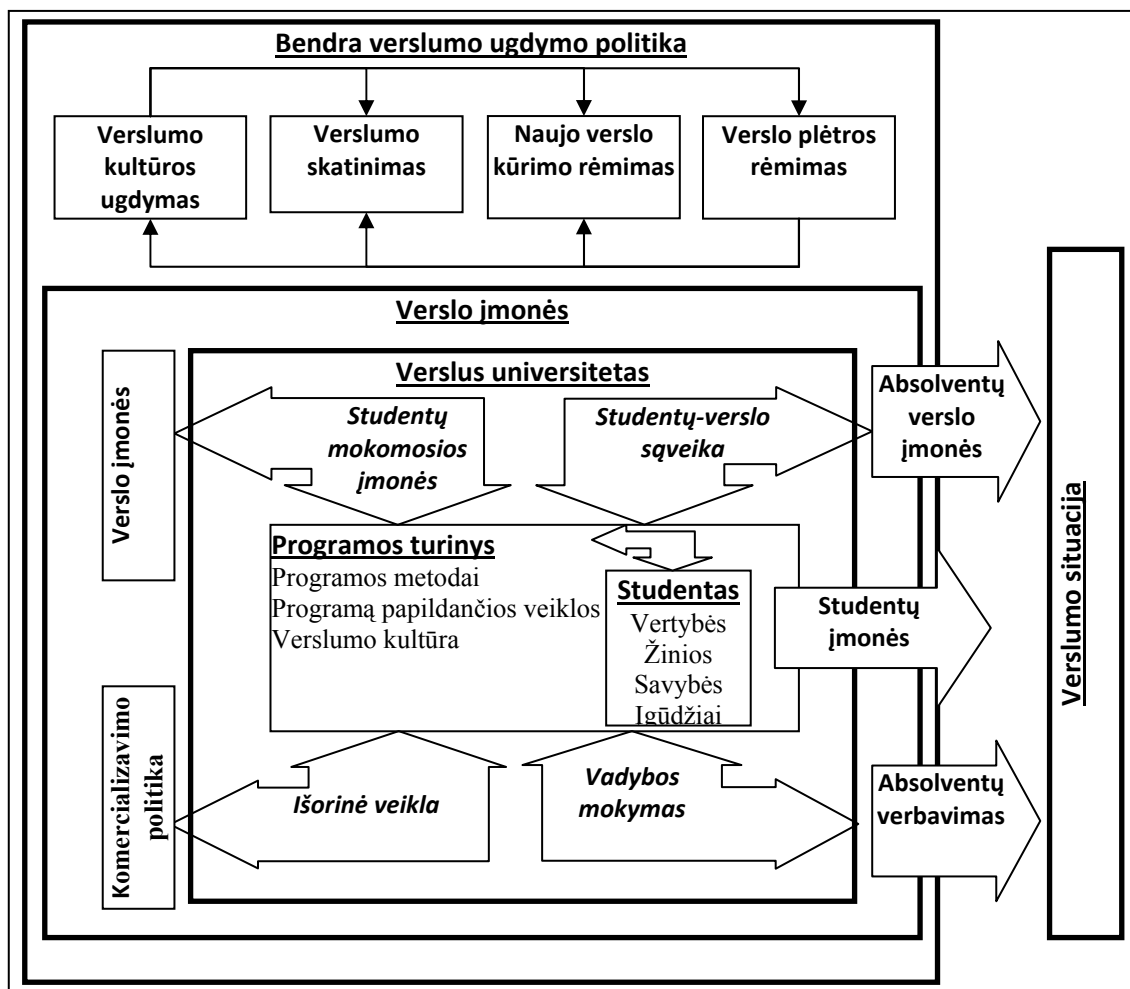 Bendra verslumo ugdymo politika
Verslumo
kultūros
ugdymas
Verslumo
skatinimas
Naujo verslo
kūrimo rėmimas
Verslo plėtros
rėmimas
Verslo įmonės
Verslo įmonės
Verslus universitetas
Studentų
mokomosios
įmonės
Studentų-verslo
sąveika
Absolventų
verslo
įmonės
Programos turinys
Programos metodai
Programą papildančios veiklos
Verslumo kultūra
Studentas
Vertybės
Žinios
Savybės
Igūdžiai
Studentų
įmonės
Verslumo situacija
Komercializavimo
politika
Išorinė veikla
Vadybos
mokymas
Absolventų
verbavimas